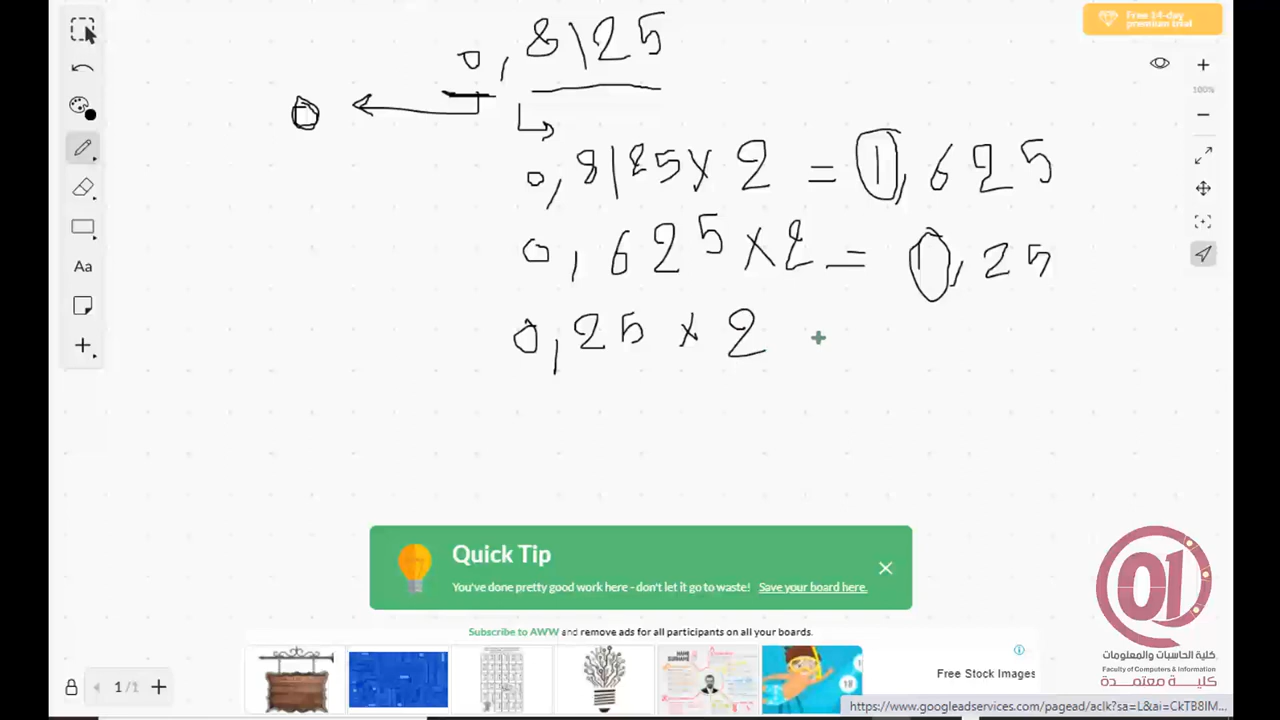 Free 14-day
premium trial
0,8125
100%
0
0,8125 x 2 = 1,625
0,625 x 2 = 1,25
0,25 x 2
Aa
Quick Tip
You've done pretty good work here - don't let it go to waste! Save your board here.
Subscribe to AWW and remove ads for all participants on all your boards.
01
كلية الحاسبات والمعلومات
Faculty of Computers & Information
كلية معتمدة
Free Stock Images
1/1
https://www.googleadservices.com/pagead/aclk?sa=L&ai=CkTB8IM...